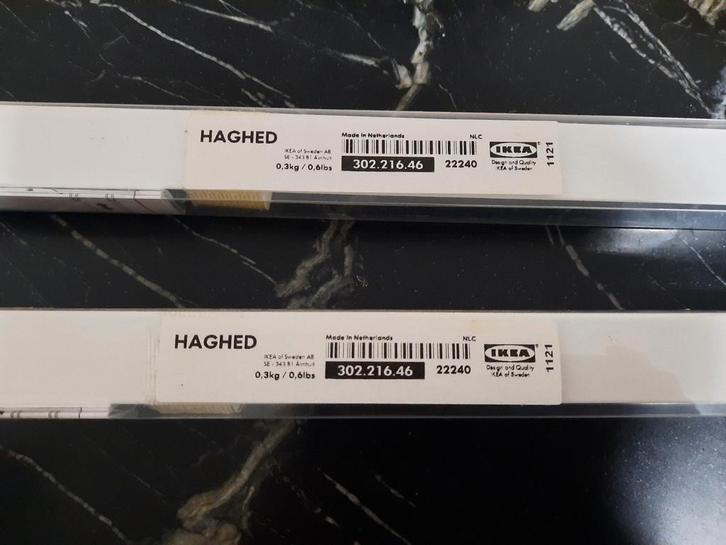 HAGHED
Made in Netherlands NLC
IKEA of Sweden AB
SE - 343 81 Älmhult
0,3kg / 0,6lbs 302.216.46 22240
IKEA
Design and Quality
IKEA of Sweden
1121
HAGHED
Made in Netherlands NLC
IKEA of Sweden AB
SE - 343 81 Älmhult
0,3kg / 0,6lbs 302.216.46 22240
IKEA
Design and Quality
IKEA of Sweden
1121